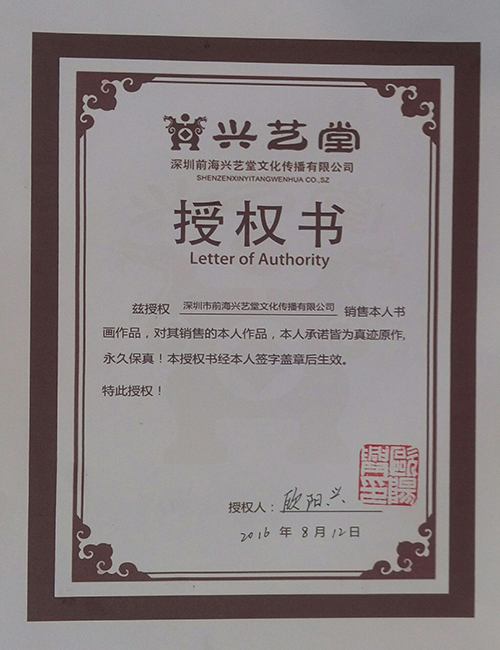 兴艺堂
深圳前海兴艺堂文化传播有限公司
SHENZENXINYITANGWENHUA CO.,SZ
授权书
Letter of Authority
兹授权 深圳市前海兴艺堂文化传播有限公司 销售本人书
画作品，对其销售的本人作品，本人承诺皆为真迹原作,
永久保真！本授权书经本人签字盖章后生效。
特此授权！
授权人：欧阳兴
2016 年 8 月 12 日